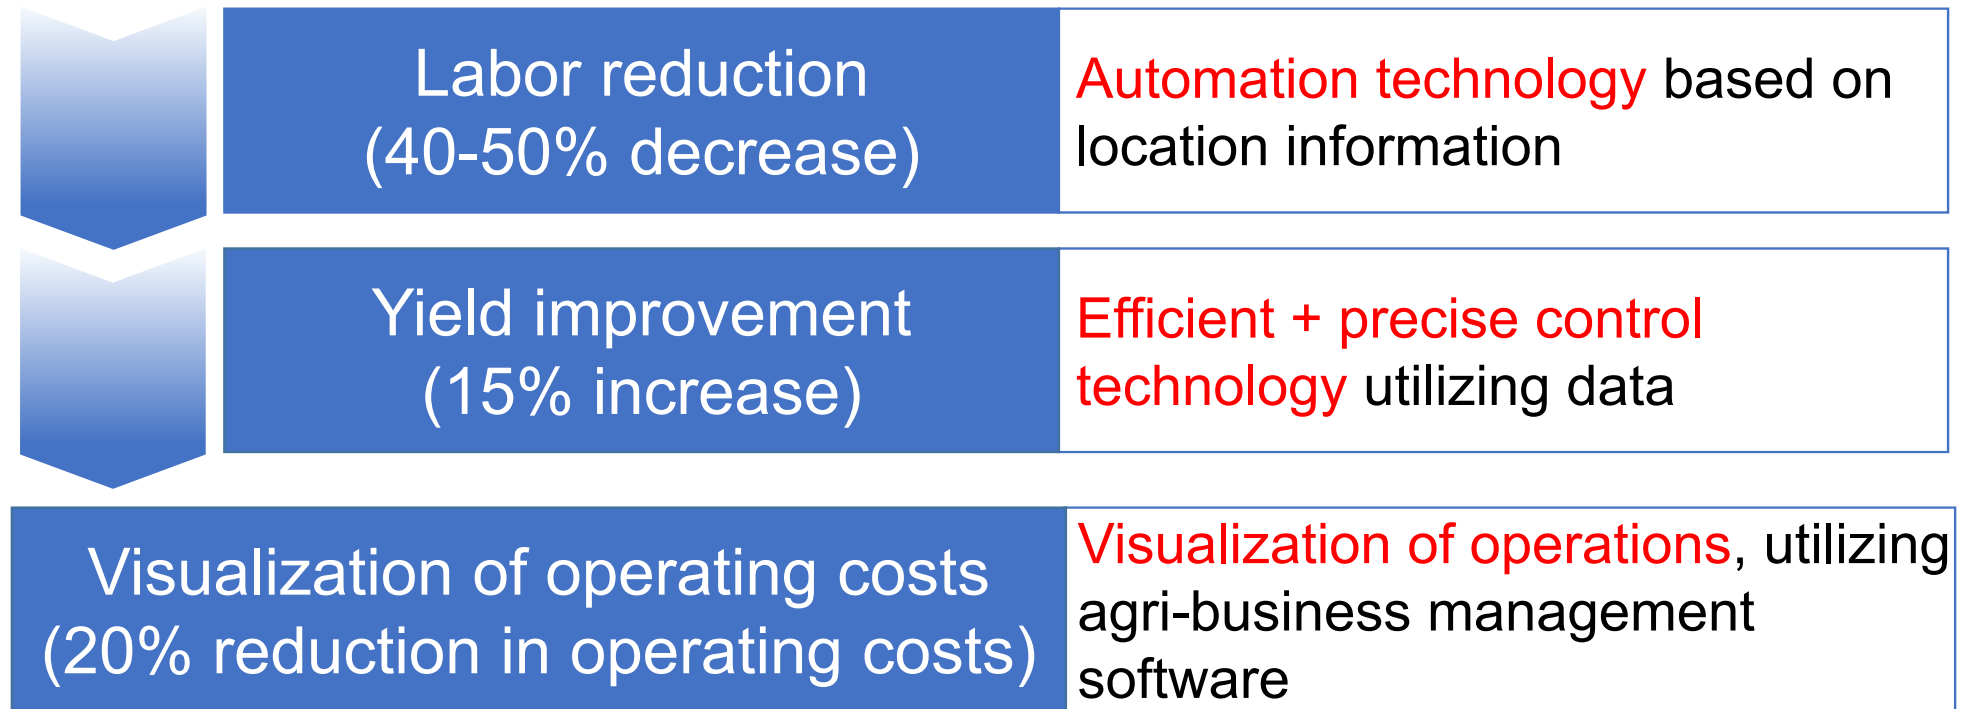 Labor reduction
(40-50% decrease)
Automation technology based on
location information
Yield improvement
(15% increase)
Efficient + precise control
technology utilizing data
Visualization of operating costs
(20% reduction in operating costs)
Visualization of operations, utilizing
agri-business management
software